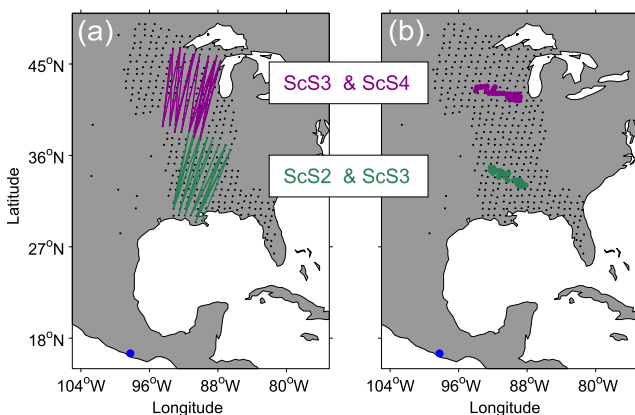 (a)
(b)
45°N
ScS3 & ScS4
36°N
ScS2 & ScS3
Latitude
27°N
18°N
104°W 96°W 88°W 80°W
104°W 96°W 88°W 80°W
Longitude
Longitude